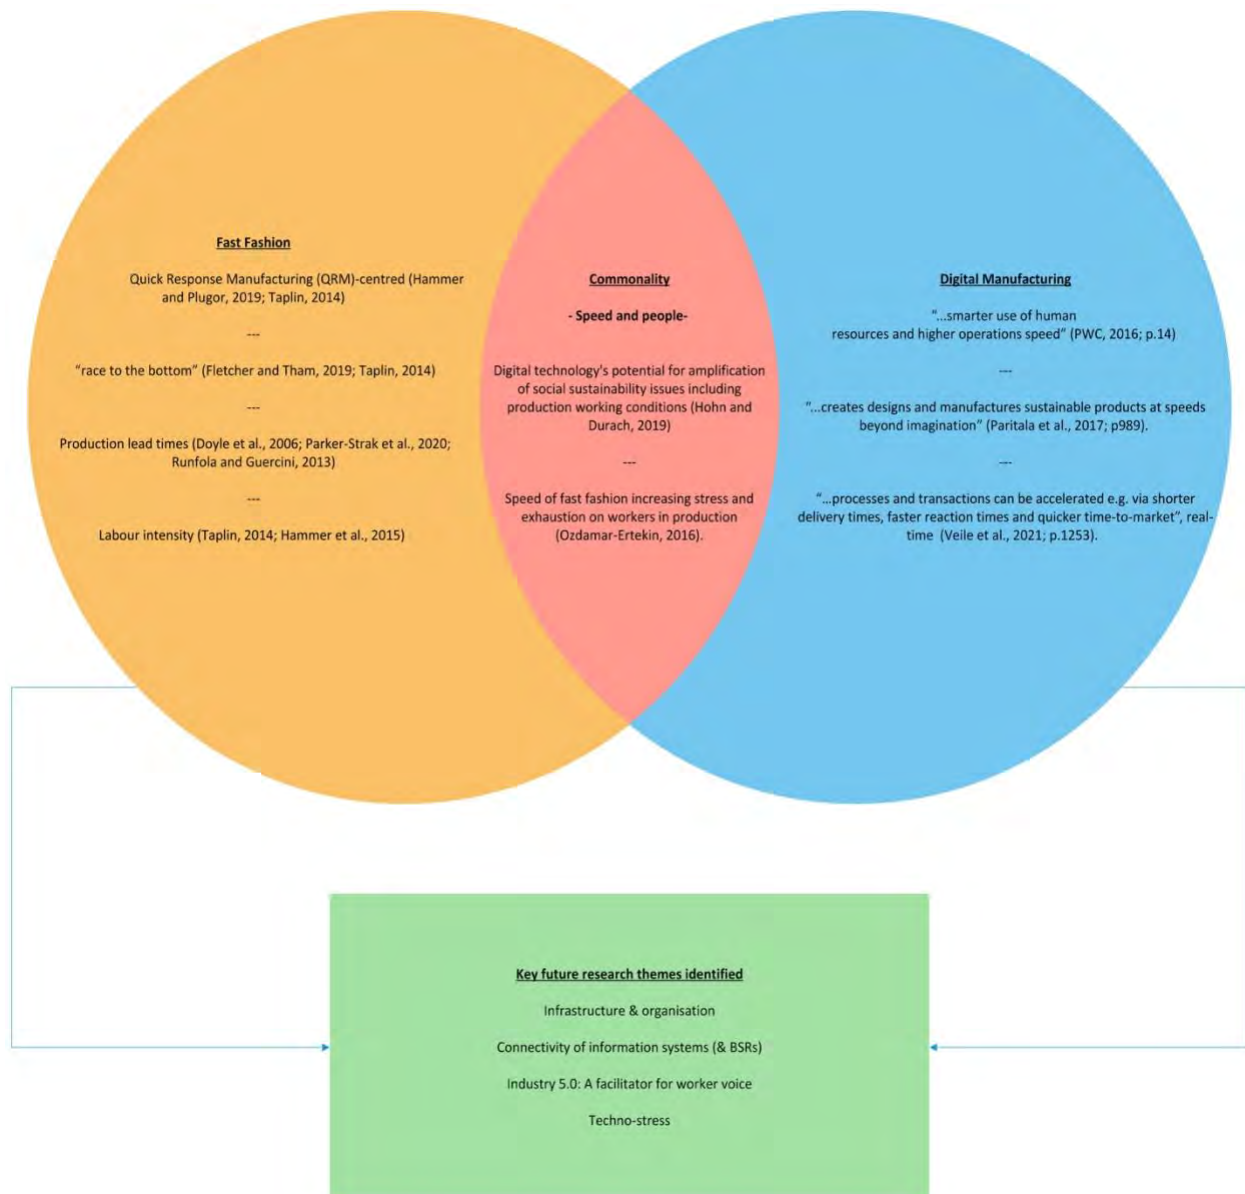 Fast Fashion
Quick Response Manufacturing (QRM)-centred (Hammer
and Plugor, 2019; Taplin, 2014)
---
“race to the bottom” (Fletcher and Tham, 2019; Taplin, 2014)
---
Production lead times (Doyle et al., 2006; Parker-Strak et al., 2020;
Runfola and Guercini, 2013)
---
Labour intensity (Taplin, 2014; Hammer et al., 2015)
Commonality
- Speed and people-
Digital technology's potential for amplification
of social sustainability issues including
production working conditions (Hohn and
Durach, 2019)
---
Speed of fast fashion increasing stress and
exhaustion on workers in production
(Ozdamar-Ertekin, 2016).
Digital Manufacturing
“...smarter use of human
resources and higher operations speed” (PWC, 2016; p.14)
---
“...creates designs and manufactures sustainable products at speeds
beyond imagination” (Paritala et al., 2017; p989).
---
“...processes and transactions can be accelerated e.g. via shorter
delivery times, faster reaction times and quicker time-to-market”, real-
time (Veile et al., 2021; p.1253).
Key future research themes identified
Infrastructure & organisation
Connectivity of information systems (& BSRs)
Industry 5.0: A facilitator for worker voice
Techno-stress